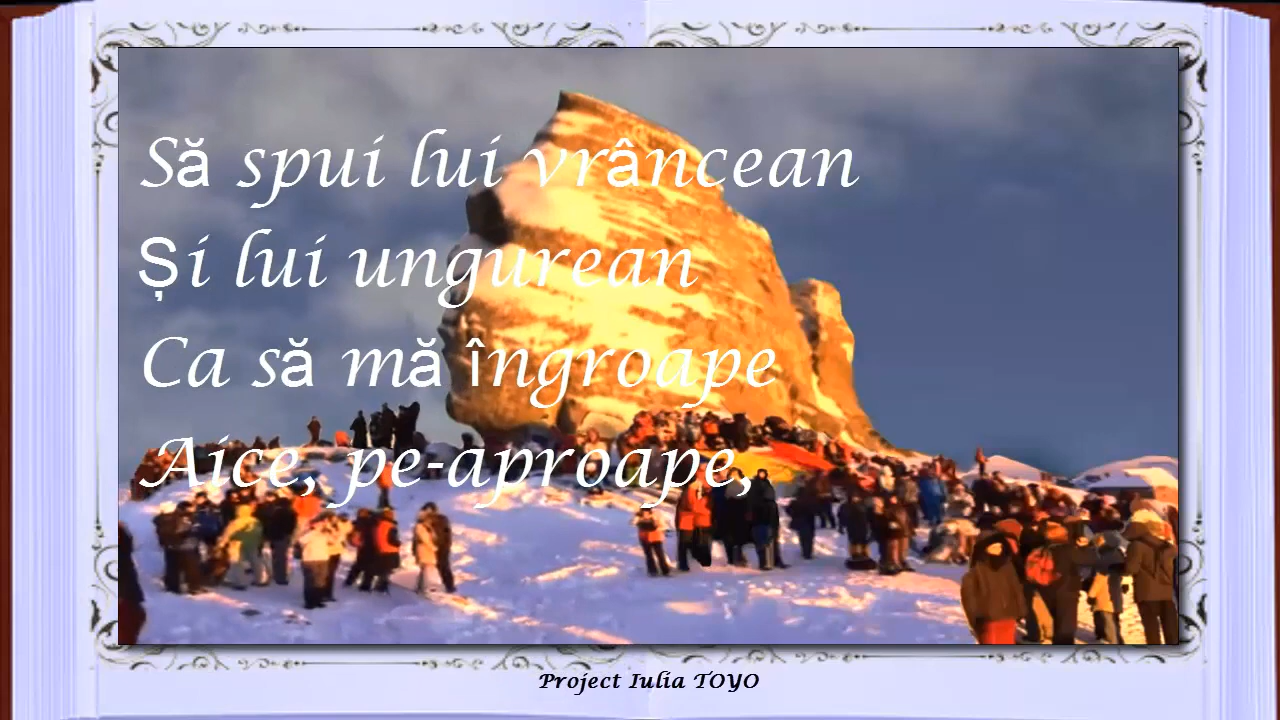 Să spui lui vrâncean
Și lui ungurean
Ca să mă îngroape
Aice, pe-aproape,
Project Iulia TOYO